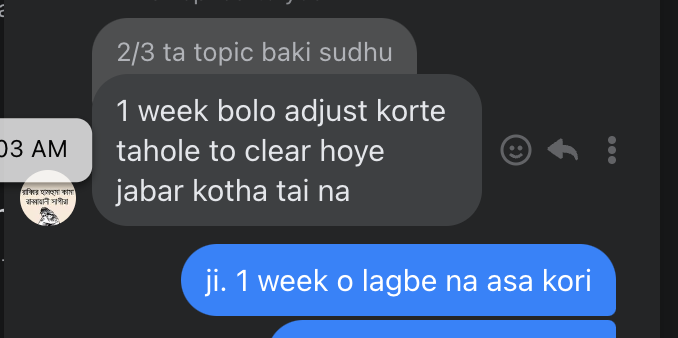 2/3 ta topic baki sudhu
1 week bolo adjust korte
tahole to clear hoye
jabar kotha tai na
03 AM
রাব্বির হামহুমা কামা
রাব্বায়ানী সাগীরা
ji. 1 week o lagbe na asa kori